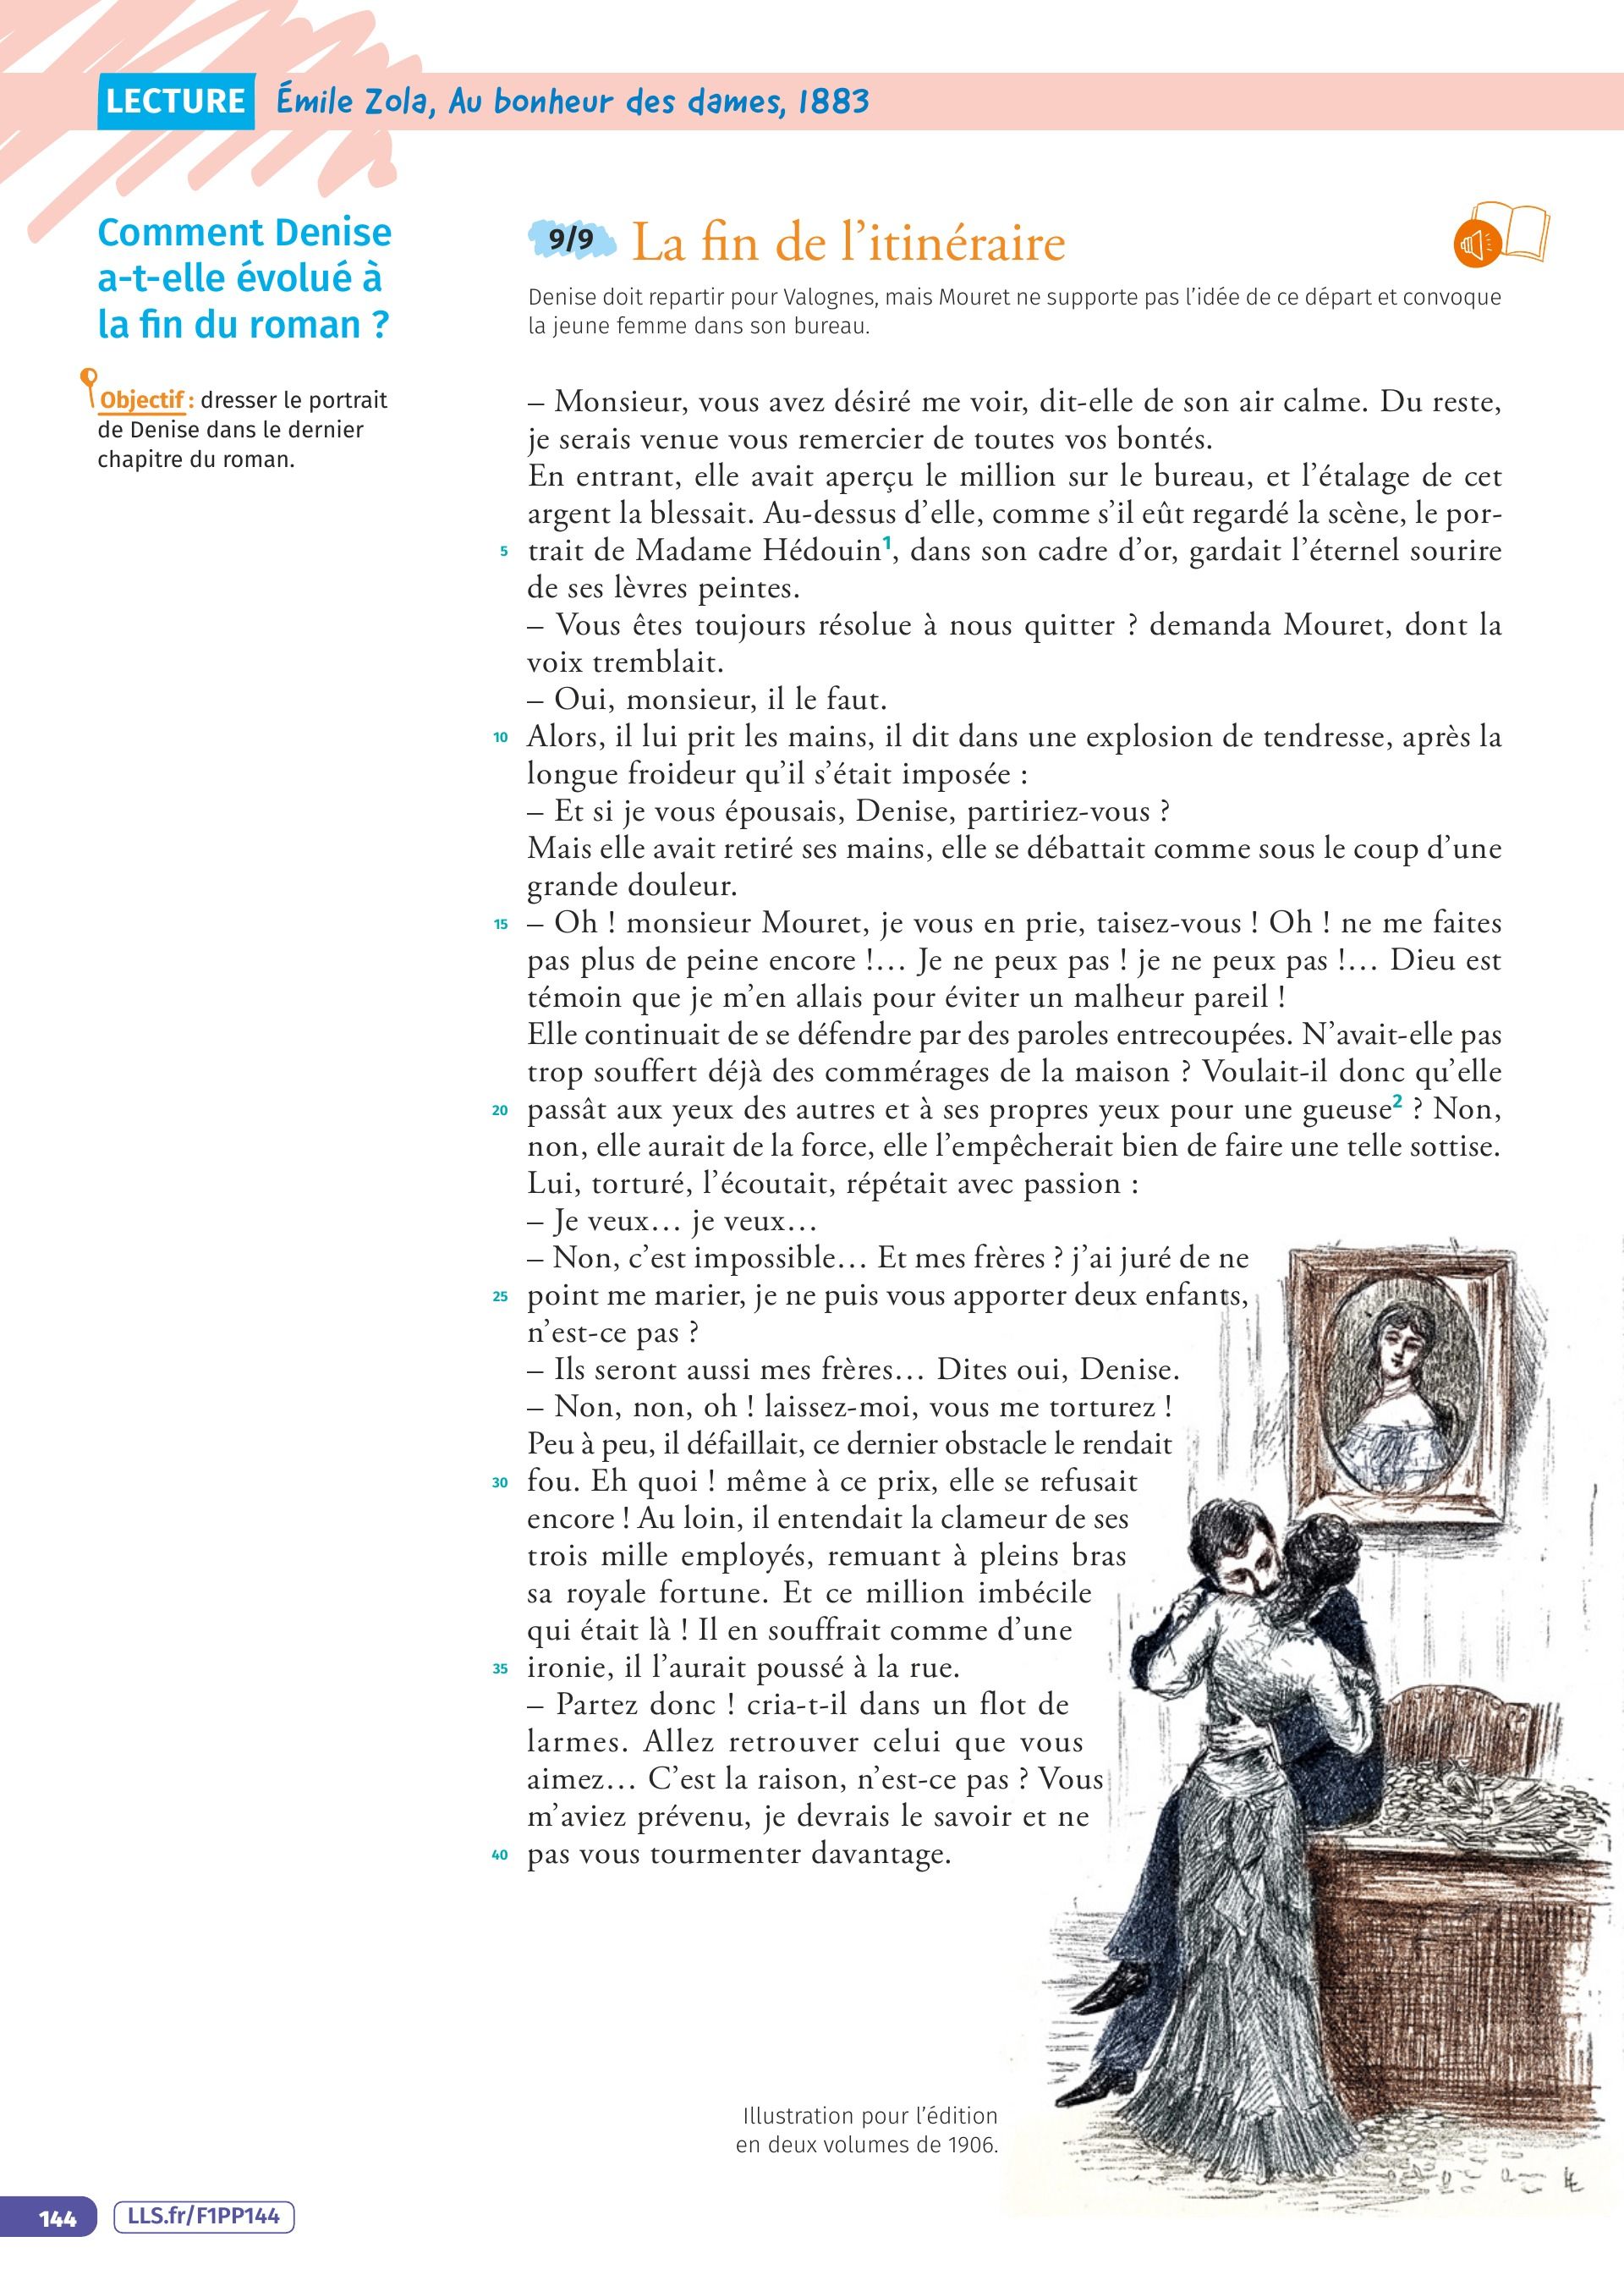 LECTURE Émile Zola, Au bonheur des dames, 1883
Comment Denise
a-t-elle évolué à
la fin du roman ?
Objectif : dresser le portrait
de Denise dans le dernier
chapitre du roman.
9/9 La fin de l’itinéraire
Denise doit repartir pour Valognes, mais Mouret ne supporte pas l’idée de ce départ et convoque
la jeune femme dans son bureau.
– Monsieur, vous avez désiré me voir, dit-elle de son air calme. Du reste,
je serais venue vous remercier de toutes vos bontés.
En entrant, elle avait aperçu le million sur le bureau, et l’étalage de cet
argent la blessait. Au-dessus d’elle, comme s’il eût regardé la scène, le por-
5 trait de Madame Hédouin1, dans son cadre d’or, gardait l’éternel sourire
de ses lèvres peintes.
– Vous êtes toujours résolue à nous quitter ? demanda Mouret, dont la
voix tremblait.
– Oui, monsieur, il le faut.
10 Alors, il lui prit les mains, il dit dans une explosion de tendresse, après la
longue froideur qu’il s’était imposée :
– Et si je vous épousais, Denise, partiriez-vous ?
Mais elle avait retiré ses mains, elle se débattait comme sous le coup d’une
grande douleur.
15 – Oh ! monsieur Mouret, je vous en prie, taisez-vous ! Oh ! ne me faites
pas plus de peine encore !… Je ne peux pas ! je ne peux pas !… Dieu est
témoin que je m’en allais pour éviter un malheur pareil !
Elle continuait de se défendre par des paroles entrecoupées. N’avait-elle pas
trop souffert déjà des commérages de la maison ? Voulait-il donc qu’elle
20 passât aux yeux des autres et à ses propres yeux pour une gueuse2 ? Non,
non, elle aurait de la force, elle l’empêcherait bien de faire une telle sottise.
Lui, torturé, l’écoutait, répétait avec passion :
– Je veux… je veux…
– Non, c’est impossible… Et mes frères ? j’ai juré de ne
25 point me marier, je ne puis vous apporter deux enfants,
n’est-ce pas ?
– Ils seront aussi mes frères… Dites oui, Denise.
– Non, non, oh ! laissez-moi, vous me torturez !
Peu à peu, il défaillait, ce dernier obstacle le rendait
30 fou. Eh quoi ! même à ce prix, elle se refusait
encore ! Au loin, il entendait la clameur de ses
trois mille employés, remuant à pleins bras
sa royale fortune. Et ce million imbécile
qui était là ! Il en souffrait comme d’une
35 ironie, il l’aurait poussé à la rue.
– Partez donc ! cria-t-il dans un flot de
larmes. Allez retrouver celui que vous
aimez… C’est la raison, n’est-ce pas ? Vous
m’aviez prévenu, je devrais le savoir et ne
40 pas vous tourmenter davantage.
Illustration pour l’édition
en deux volumes de 1906.
144 LLS.fr/F1PP144